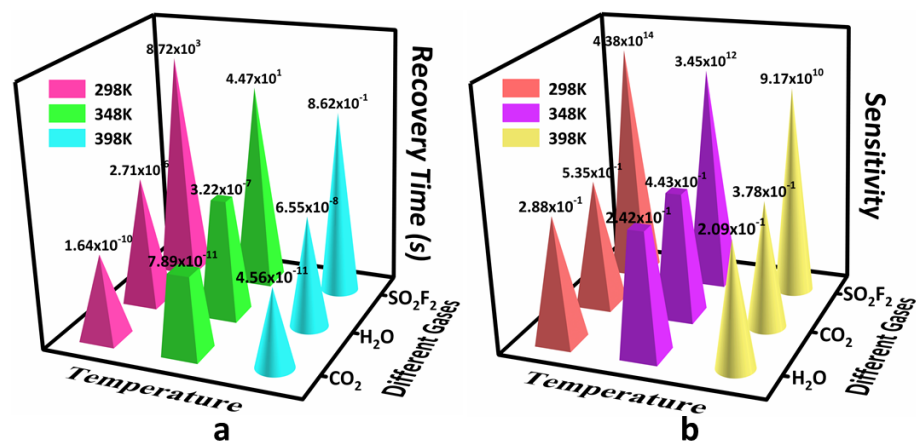 8.72x10³
4.47x10¹
8.62x10⁻¹
298K
348K
398K
2.71x10⁻⁶
3.22x10⁻⁷
6.55x10⁻⁸
1.64x10⁻¹⁰
7.89x10⁻¹¹
4.56x10⁻¹¹
Recovery Time (s)
SO₂F₂
H₂O
CO₂
Different Gases
Temperature
a
4.38x10¹⁴
3.45x10¹²
9.17x10¹⁰
298K
348K
398K
5.35x10⁻¹
4.43x10⁻¹
3.78x10⁻¹
2.88x10⁻¹
2.42x10⁻¹
2.09x10⁻¹
Sensitivity
SO₂F₂
CO₂
H₂O
Different Gases
Temperature
b